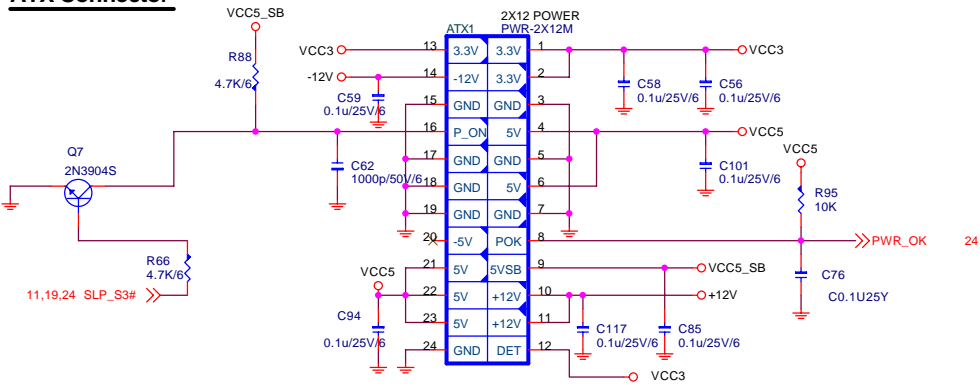 ATX Connector
VCC5_SB
2X12 POWER
ATX1
PWR-2X12M
VCC3
13
3.3V
3.3V
1
VCC3
R88
4.7K/6
-12V
14
-12V
3.3V
2
C58
0.1u/25V/6
C56
0.1u/25V/6
C59
0.1u/25V/6
15
GND
GND
3
16
P_ON
5V
4
VCC5
Q7
2N3904S
17
GND
GND
5
C62
1000p/50V/6
C101
0.1u/25V/6
VCC5
18
GND
5V
6
R95
10K
19
GND
GND
7
20
-5V
POK
8
PWR_OK
24
R66
4.7K/6
VCC5
21
5V
5VSB
9
VCC5_SB
C76
C0.1U25Y
11,19,24 SLP_S3#
22
5V
+12V
10
+12V
C94
0.1u/25V/6
23
5V
+12V
11
C117
0.1u/25V/6
C85
0.1u/25V/6
24
GND
DET
12
VCC3